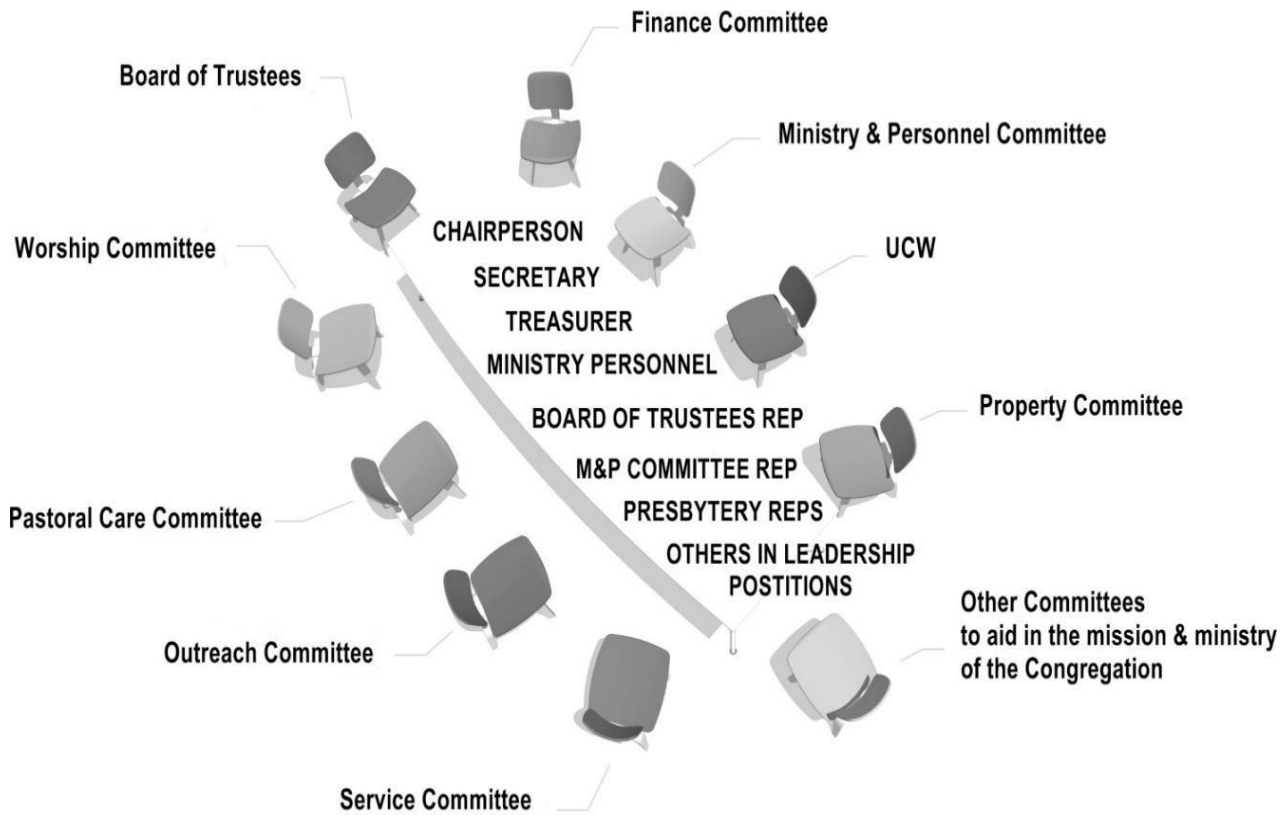 Finance Committee
Board of Trustees
Ministry & Personnel Committee
CHAIRPERSON
Worship Committee
UCW
SECRETARY
TREASURER
MINISTRY PERSONNEL
Property Committee
BOARD OF TRUSTEES REP
M&P COMMITTEE REP
Pastoral Care Committee
PRESBYTERY REPS
OTHERS IN LEADERSHIP
POSTITIONS
Other Committees
to aid in the mission & ministry
of the Congregation
Outreach Committee
Service Committee